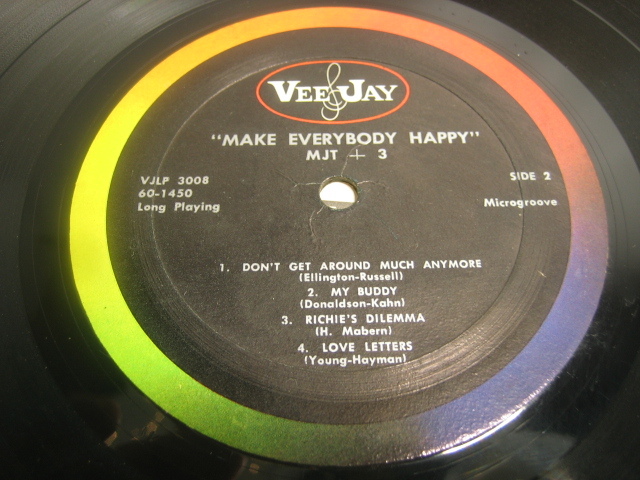 VEE JAY
"MAKE EVERYBODY HAPPY"
MJT + 3
VJLP 3008
60-1450
Long Playing
SIDE 2
Microgroove
1. DON'T GET AROUND MUCH ANYMORE
(Ellington-Russell)
2. MY BUDDY
(Donaldson-Kahn)
3. RICHIE'S DILEMMA
(H. Mabern)
4. LOVE LETTERS
(Young-Hayman)